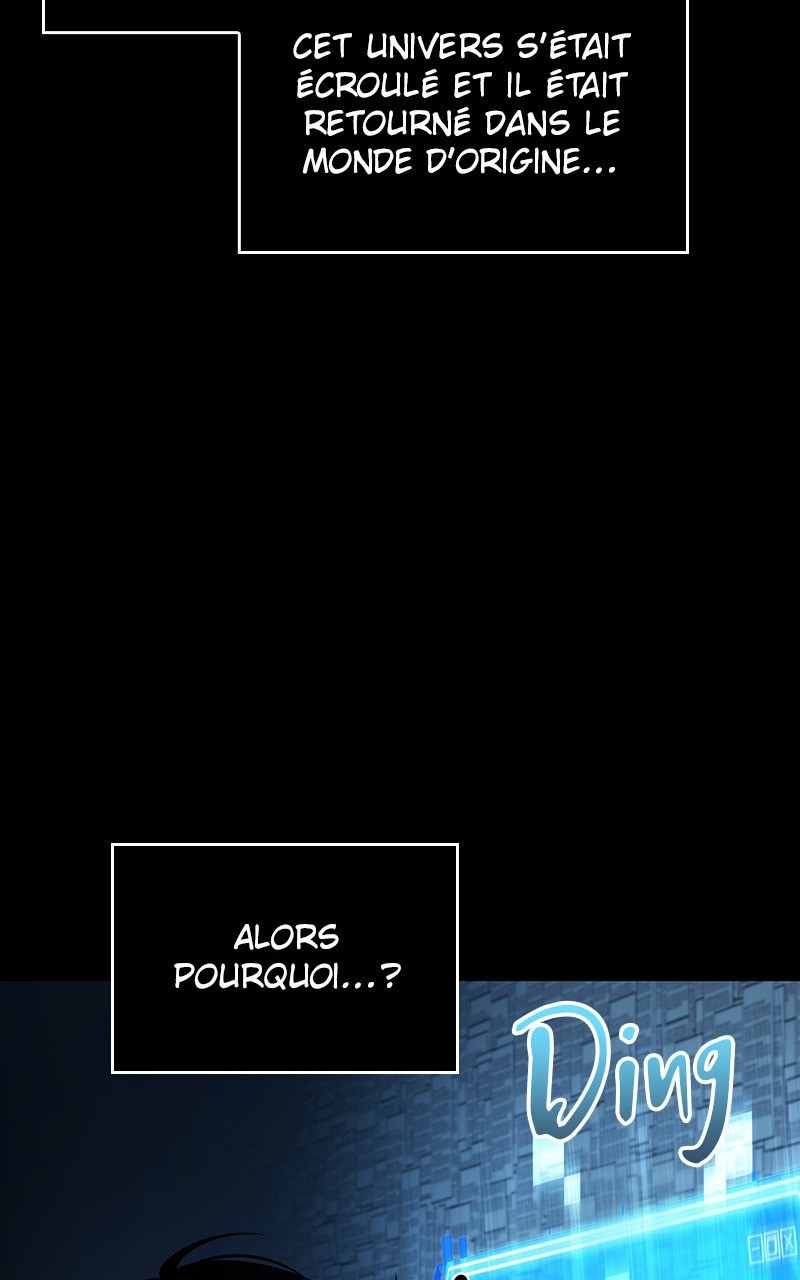 CET UNIVERS S'ÉTAIT
ÉCROULÉ ET IL ÉTAIT
RETOURNÉ DANS LE
MONDE D'ORIGINE...
ALORS
POURQUOI...?
Ding